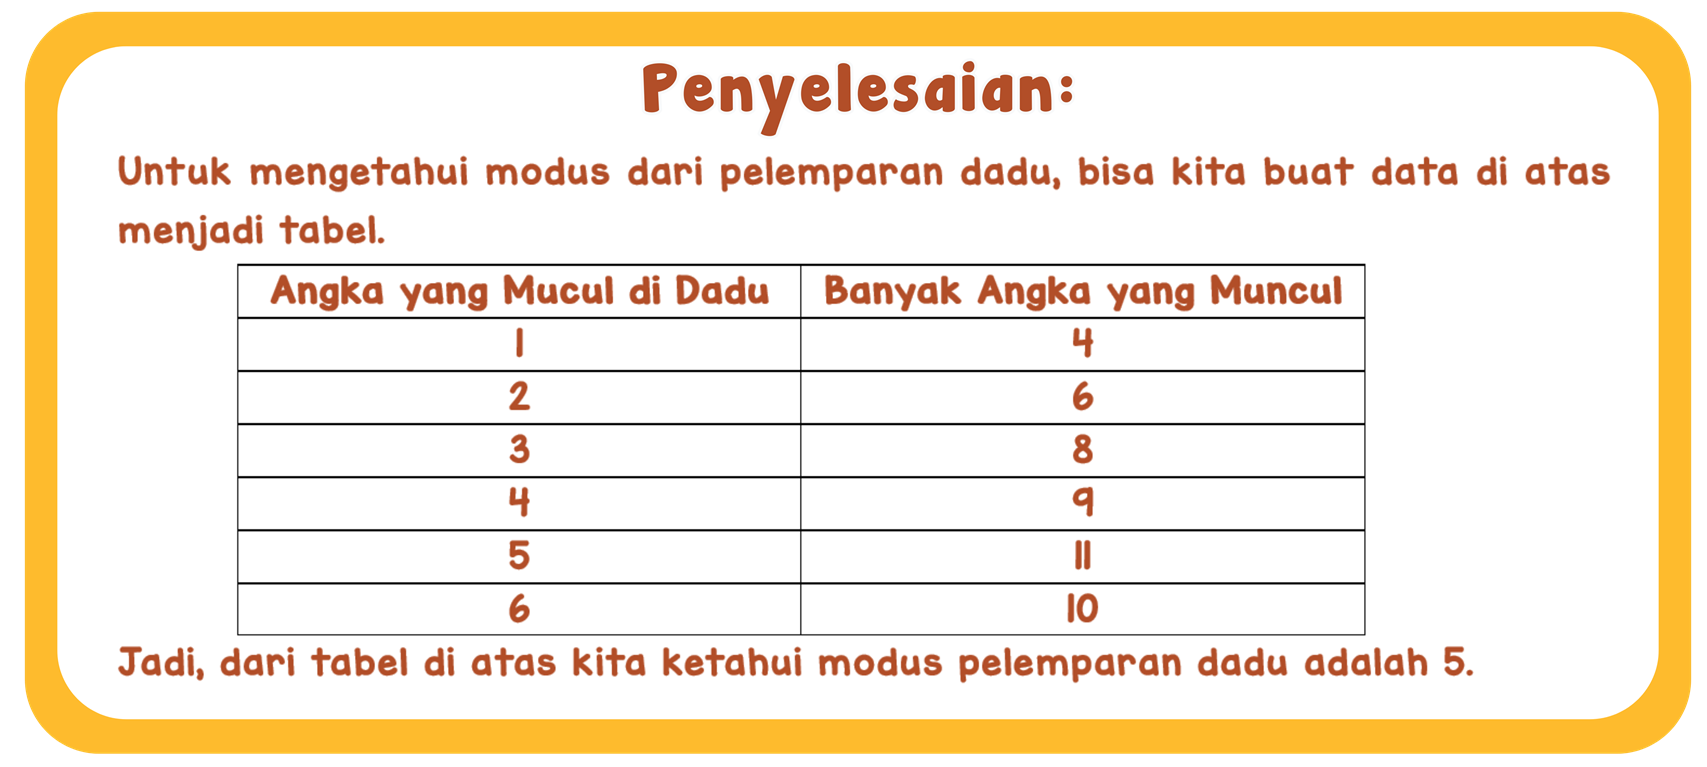 Penyelesaian:
Untuk mengetahui modus dari pelemparan dadu, bisa kita buat data di atas
menjadi tabel.
Angka yang Mucul di Dadu Banyak Angka yang Muncul
1 4
2 6
3 8
4 9
5 11
6 10
Jadi, dari tabel di atas kita ketahui modus pelemparan dadu adalah 5.